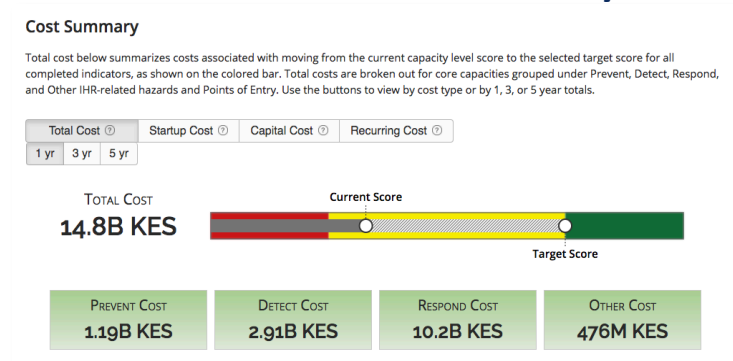 Cost Summary
Total cost below summarizes costs associated with moving from the current capacity level score to the selected target score for all
completed indicators, as shown on the colored bar. Total costs are broken out for core capacities grouped under Prevent, Detect, Respond,
and Other IHR-related hazards and Points of Entry. Use the buttons to view by cost type or by 1, 3, or 5 year totals.
Total Cost ? Startup Cost ? Capital Cost ? Recurring Cost ?
1 yr 3 yr 5 yr
Total Cost
14.8B KES
Current Score
Target Score
Prevent Cost
1.19B KES
Detect Cost
2.91B KES
Respond Cost
10.2B KES
Other Cost
476M KES